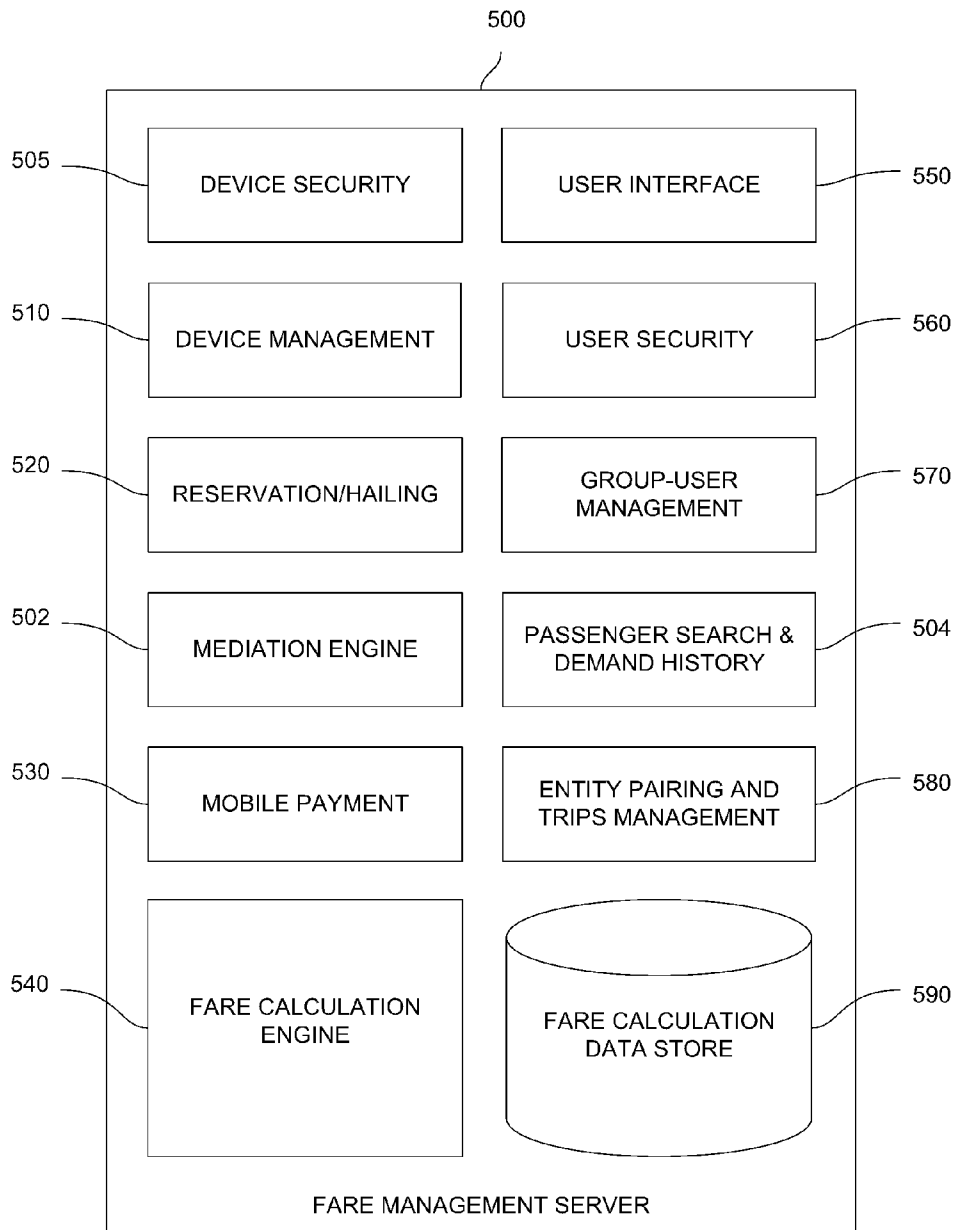 500
505
DEVICE SECURITY
USER INTERFACE
550
510
DEVICE MANAGEMENT
USER SECURITY
560
520
RESERVATION/HAILING
GROUP-USER
MANAGEMENT
570
502
MEDIATION ENGINE
PASSENGER SEARCH &
DEMAND HISTORY
504
530
MOBILE PAYMENT
ENTITY PAIRING AND
TRIPS MANAGEMENT
580
540
FARE CALCULATION
ENGINE
FARE CALCULATION
DATA STORE
590
FARE MANAGEMENT SERVER